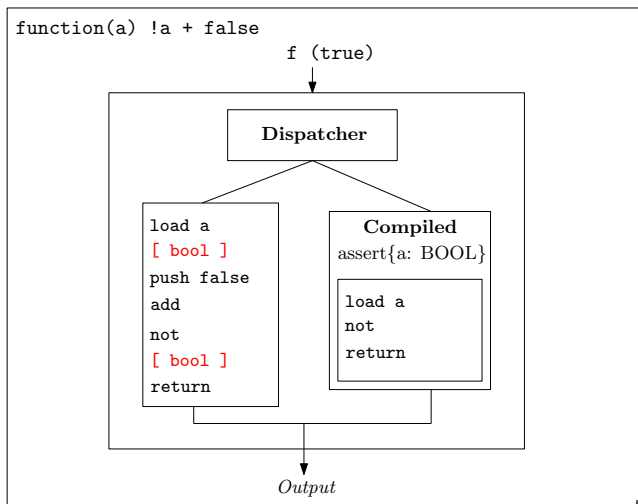 function(a) !a + false
f (true)
Dispatcher
load a
[ bool ]
push false
add
not
[ bool ]
return
Compiled
assert{a: BOOL}
load a
not
return
Output